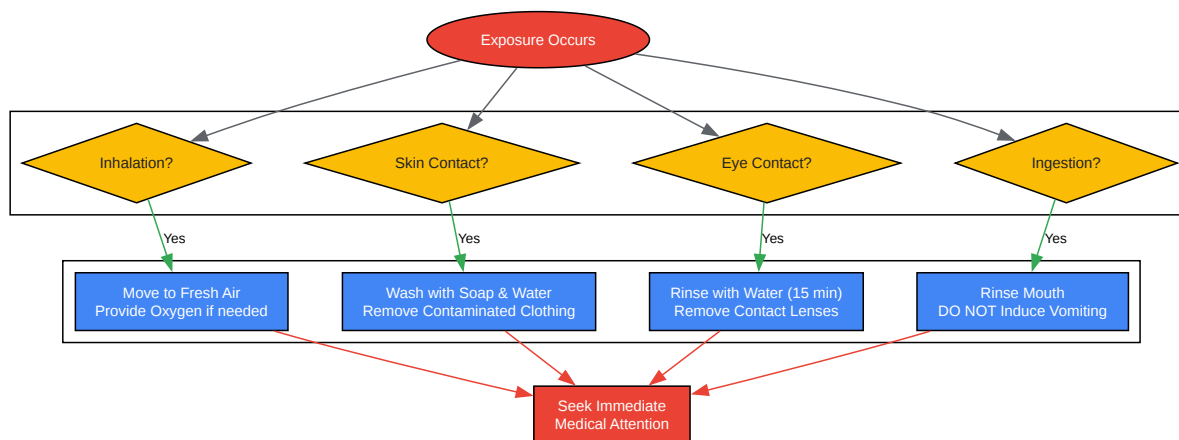 Exposure Occurs
Inhalation?
Skin Contact?
Eye Contact?
Ingestion?
Yes
Yes
Yes
Yes
Move to Fresh Air
Provide Oxygen if needed
Wash with Soap & Water
Remove Contaminated Clothing
Rinse with Water (15 min)
Remove Contact Lenses
Rinse Mouth
DO NOT Induce Vomiting
Seek Immediate
Medical Attention